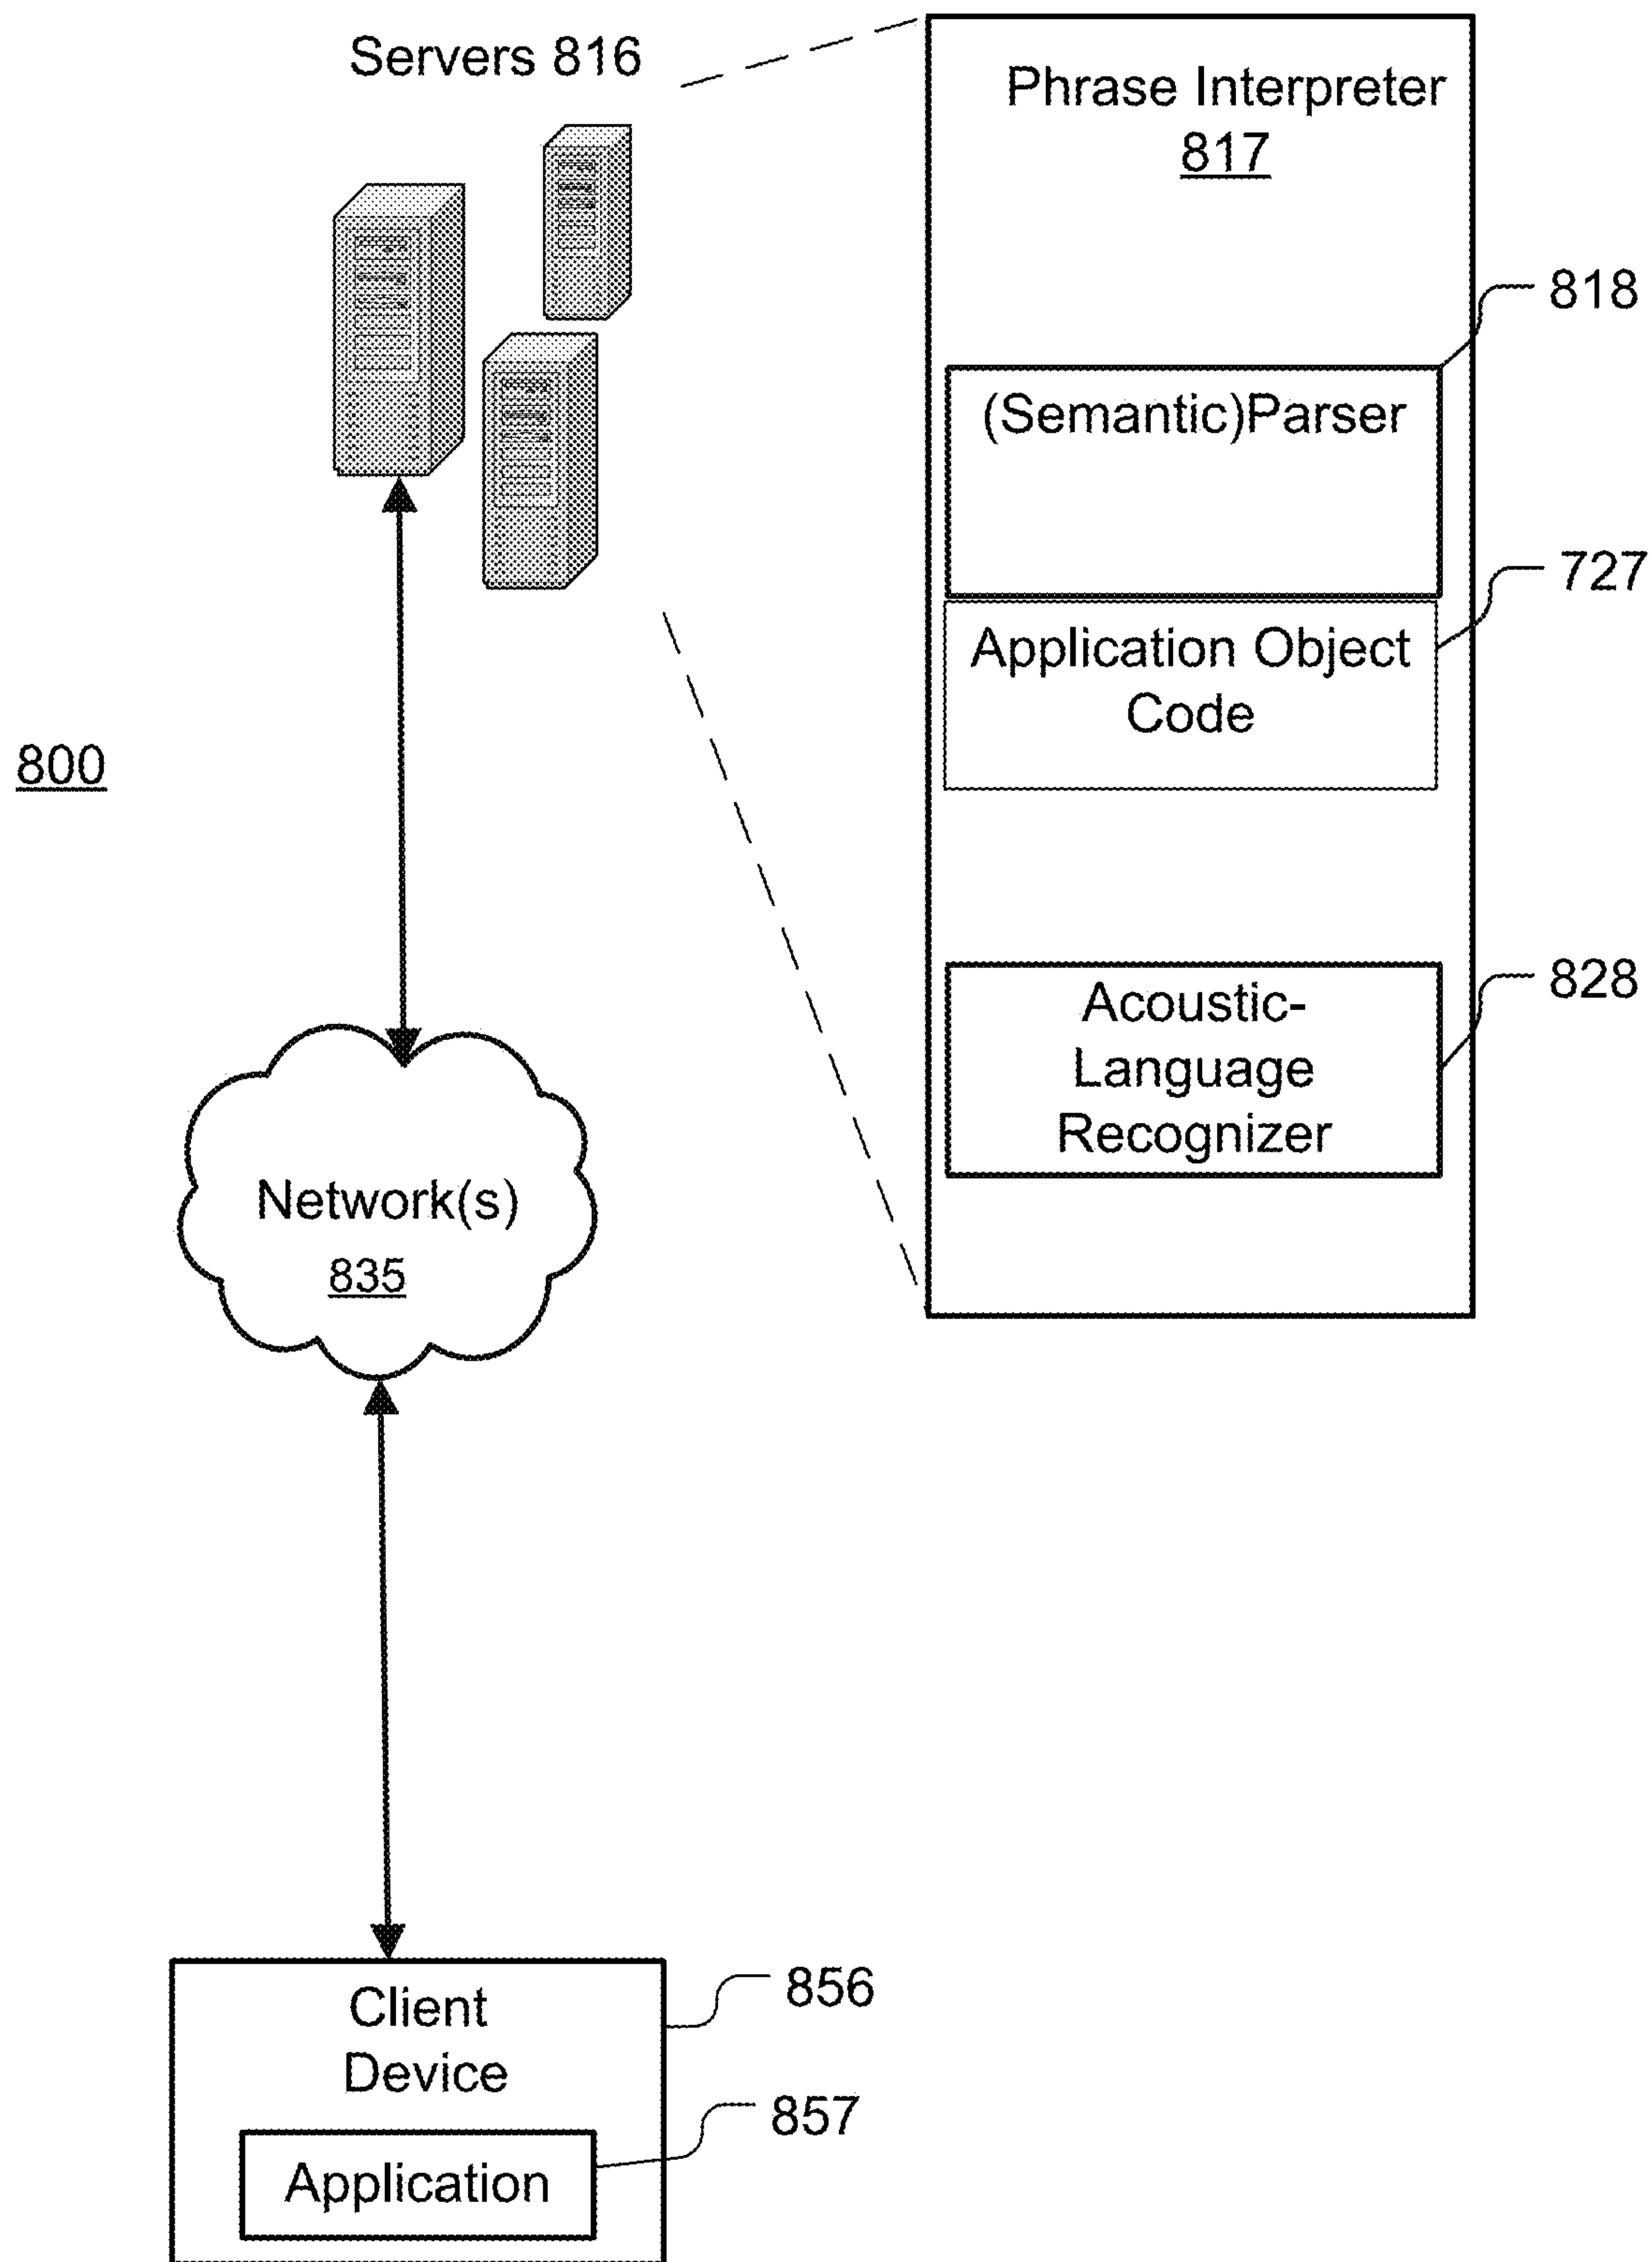 Servers 816
Phrase Interpreter
817
818
(Semantic)Parser
727
Application Object
Code
800
828
Acoustic-
Language
Recognizer
Network(s)
835
856
Client
Device
857
Application